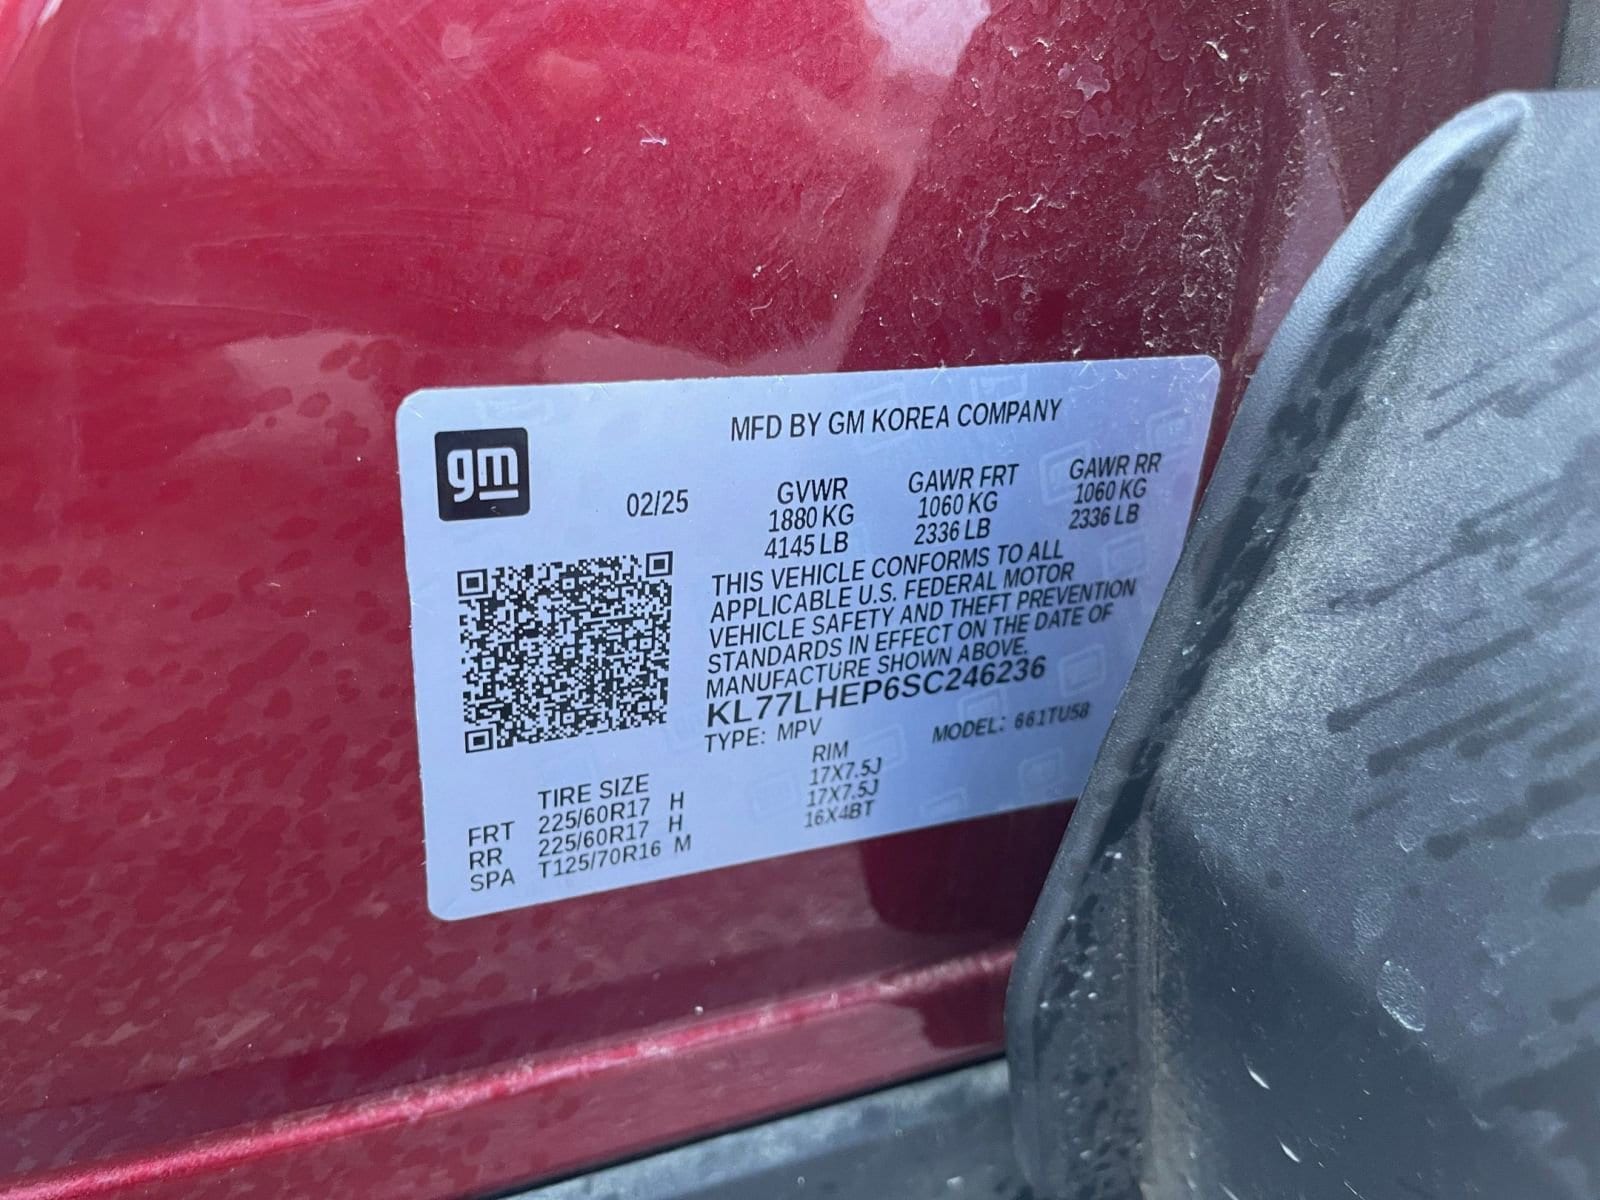 gm
MFD BY GM KOREA COMPANY
02/25
GVWR GAWR FRT GAWR RR
1880 KG 1060 KG 1060 KG
4145 LB 2336 LB 2336 LB
THIS VEHICLE CONFORMS TO ALL
APPLICABLE U.S. FEDERAL MOTOR
VEHICLE SAFETY AND THEFT PREVENTION
STANDARDS IN EFFECT ON THE DATE OF
MANUFACTURE SHOWN ABOVE.
KL77LHEP6SC246236
TYPE: MPV MODEL: 661TU58
TIRE SIZE RIM
FRT 225/60R17 H 17X7.5J
RR 225/60R17 H 17X7.5J
SPA T125/70R16 M 16X4BT